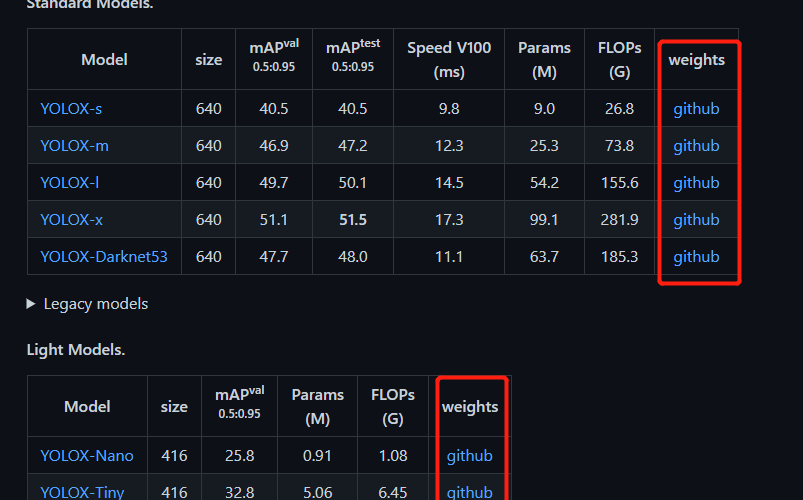 Standard Models.
Model size mAPval 0.5:0.95 mAPtest 0.5:0.95 Speed V100 (ms) Params (M) FLOPs (G) weights
YOLOX-s 640 40.5 40.5 9.8 9.0 26.8 github
YOLOX-m 640 46.9 47.2 12.3 25.3 73.8 github
YOLOX-l 640 49.7 50.1 14.5 54.2 155.6 github
YOLOX-x 640 51.1 51.5 17.3 99.1 281.9 github
YOLOX-Darknet53 640 47.7 48.0 11.1 63.7 185.3 github
Legacy models
Light Models.
Model size mAPval 0.5:0.95 Params (M) FLOPs (G) weights
YOLOX-Nano 416 25.8 0.91 1.08 github
YOLOX-Tiny 416 32.8 5.06 6.45 github